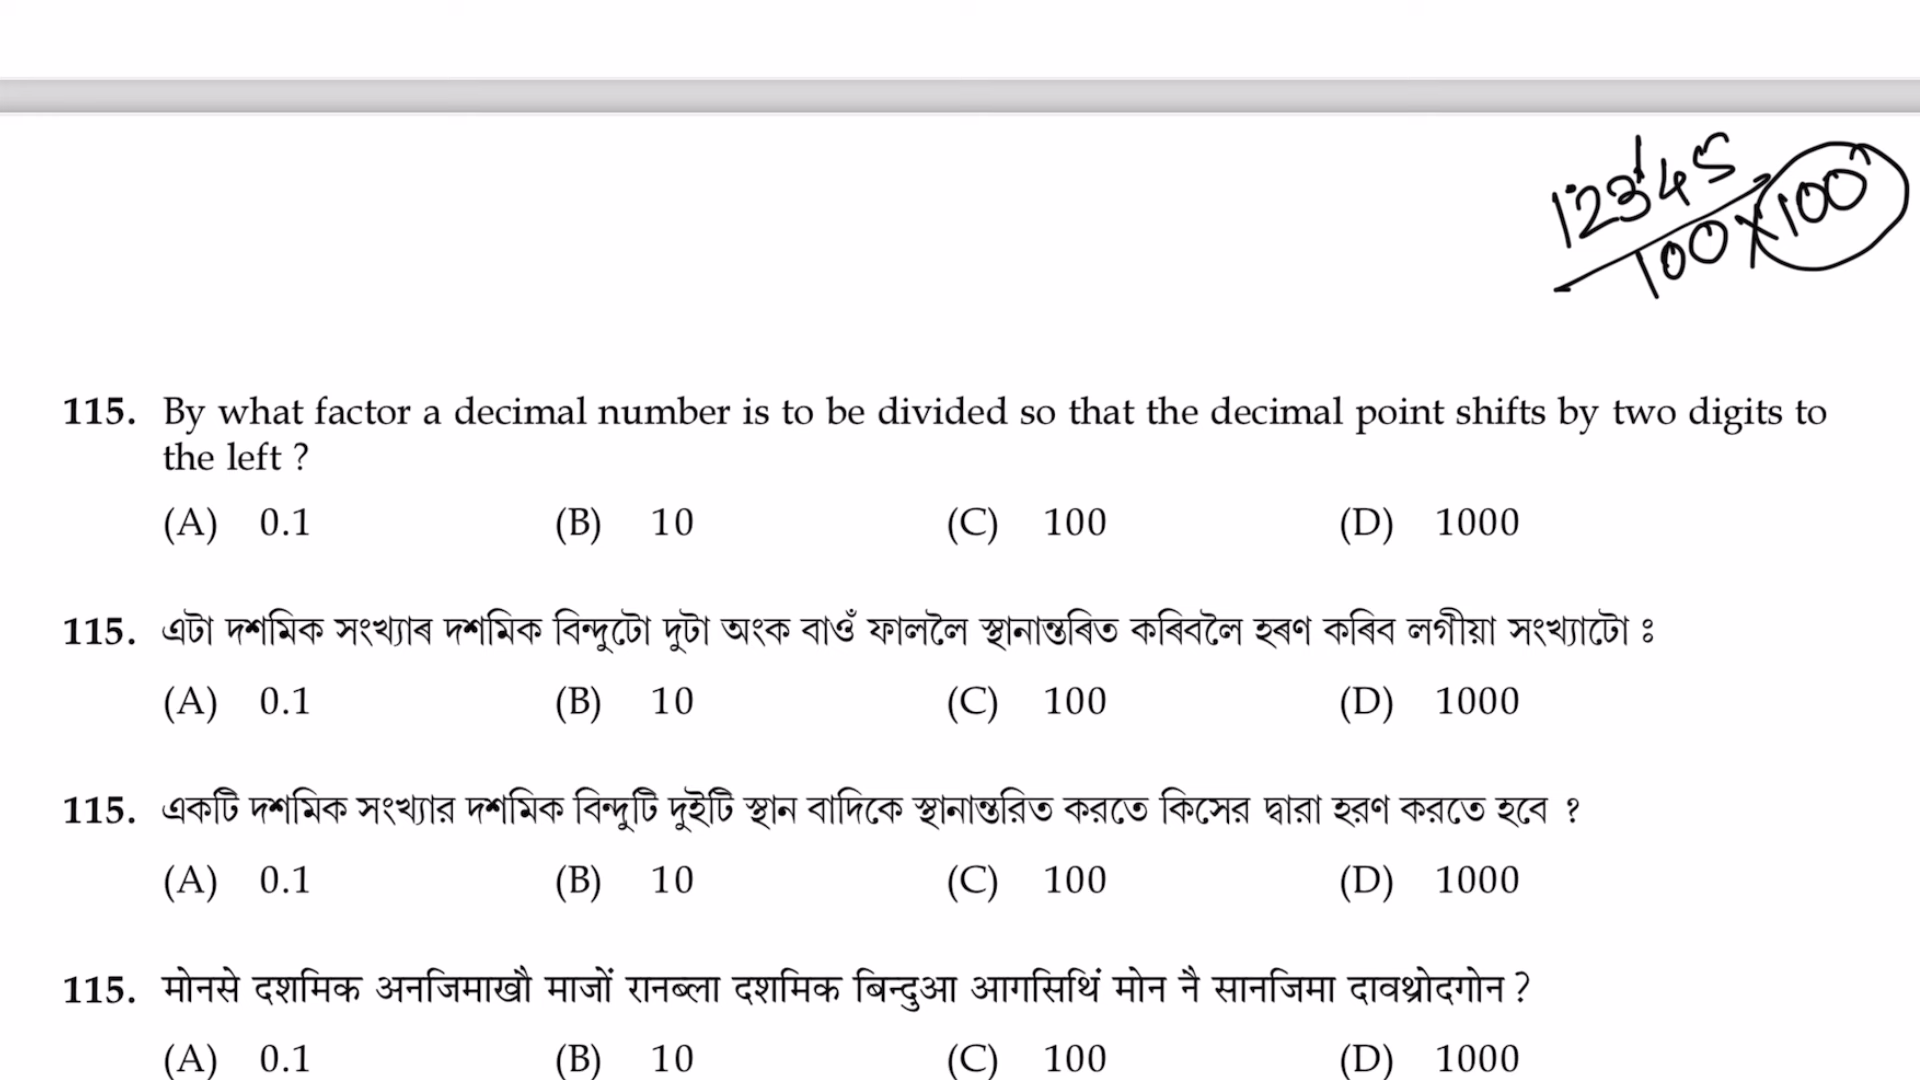 12345
100 × 100
115. By what factor a decimal number is to be divided so that the decimal point shifts by two digits to
the left ?
(A) 0.1 (B) 10 (C) 100 (D) 1000
115. এটা দশমিক সংখ্যাৰ দশমিক বিন্দুটো দুটা অংক বাওঁ ফাললৈ স্থানান্তৰিত কৰিবলৈ হৰণ কৰিব লগীয়া সংখ্যাটো ঃ
(A) 0.1 (B) 10 (C) 100 (D) 1000
115. একটি দশমিক সংখ্যার দশমিক বিন্দুটি দুইটি স্থান বাদিকে স্থানান্তরিত করতে কিসের দ্বারা হরণ করতে হবে ?
(A) 0.1 (B) 10 (C) 100 (D) 1000
115. मोनसे दशमिक अनजिमाखौ माजों रानब्ला दशमिक बिन्दुआ आगसिथिं मोन नै सानजिमा दावथ्रोदगोन ?
(A) 0.1 (B) 10 (C) 100 (D) 1000